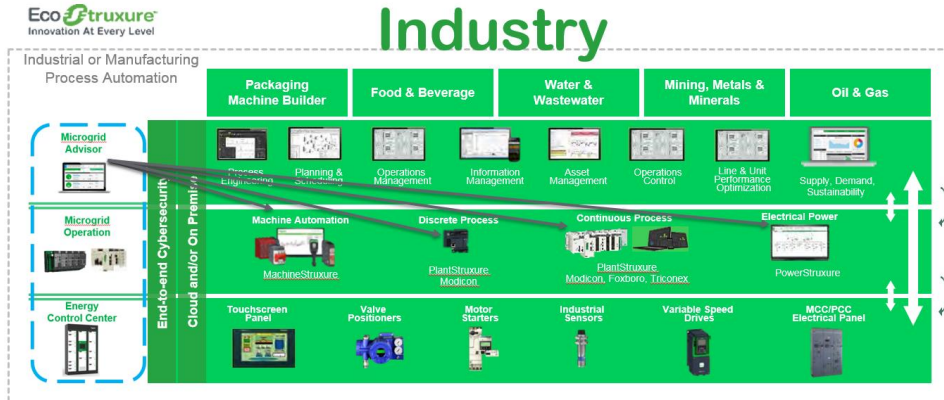 EcoStruxure
Innovation At Every Level
Industry
Industrial or Manufacturing
Process Automation
Packaging
Machine Builder
Food & Beverage
Water &
Wastewater
Mining, Metals &
Minerals
Oil & Gas
Microgrid
Advisor
Microgrid
Operation
Energy
Control Center
End-to-end Cybersecurity
Cloud and/or On Premise
Process
Engineering
Planning &
Scheduling
Operations
Management
Information
Management
Asset
Management
Operations
Control
Line & Unit
Performance
Optimization
Supply, Demand,
Sustainability
Machine Automation
MachineStruxure
Discrete Process
PlantStruxure
Modicon
Continuous Process
PlantStruxure
Modicon, Foxboro, Triconex
Electrical Power
PowerStruxure
Touchscreen
Panel
Valve
Positioners
Motor
Starters
Industrial
Sensors
Variable Speed
Drives
MCC/PCC
Electrical Panel